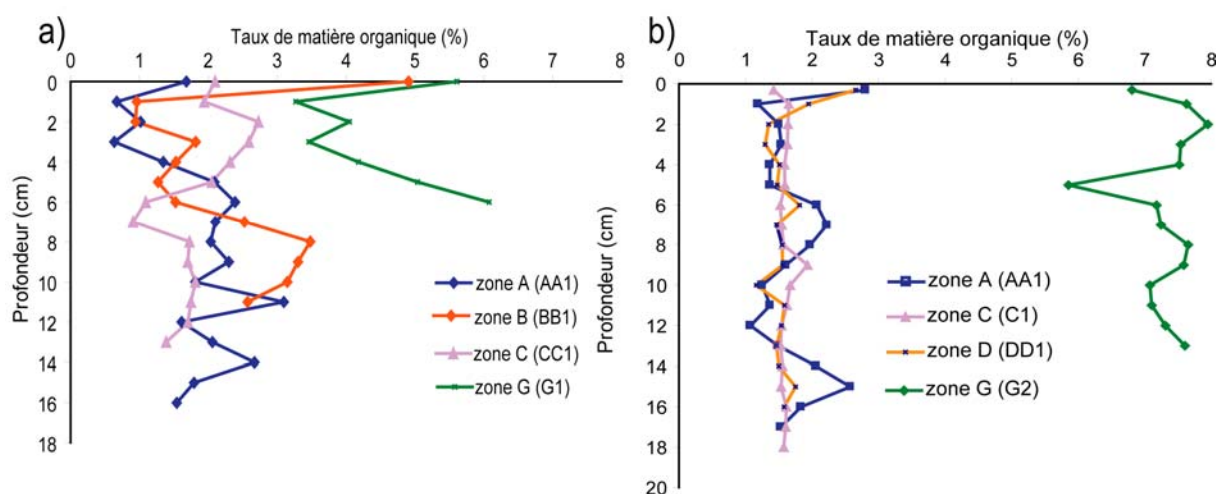 a)
Taux de matière organique (%)
0 1 2 3 4 5 6 7 8
Profondeur (cm)
0
2
4
6
8
10
12
14
16
18
zone A (AA1)
zone B (BB1)
zone C (CC1)
zone G (G1)
b)
Taux de matière organique (%)
0 1 2 3 4 5 6 7 8
Profondeur (cm)
0
2
4
6
8
10
12
14
16
18
20
zone A (AA1)
zone C (C1)
zone D (DD1)
zone G (G2)